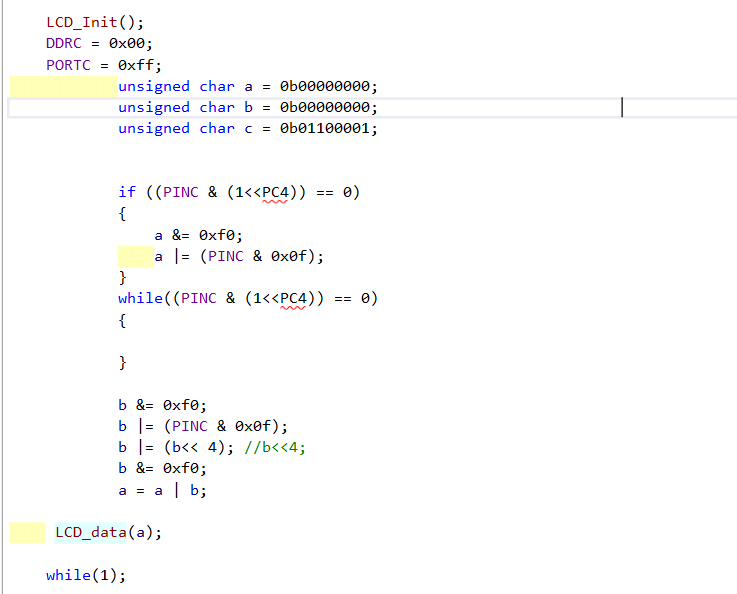 LCD_Init();
DDRC = 0x00;
PORTC = 0xff;
unsigned char a = 0b00000000;
unsigned char b = 0b00000000;
unsigned char c = 0b01100001;
if ((PINC & (1<<PC4)) == 0)
{
a &= 0xf0;
a |= (PINC & 0x0f);
}
while((PINC & (1<<PC4)) == 0)
{
}
b &= 0xf0;
b |= (PINC & 0x0f);
b |= (b<< 4); //b<<4;
b &= 0xf0;
a = a | b;
LCD_data(a);
while(1);